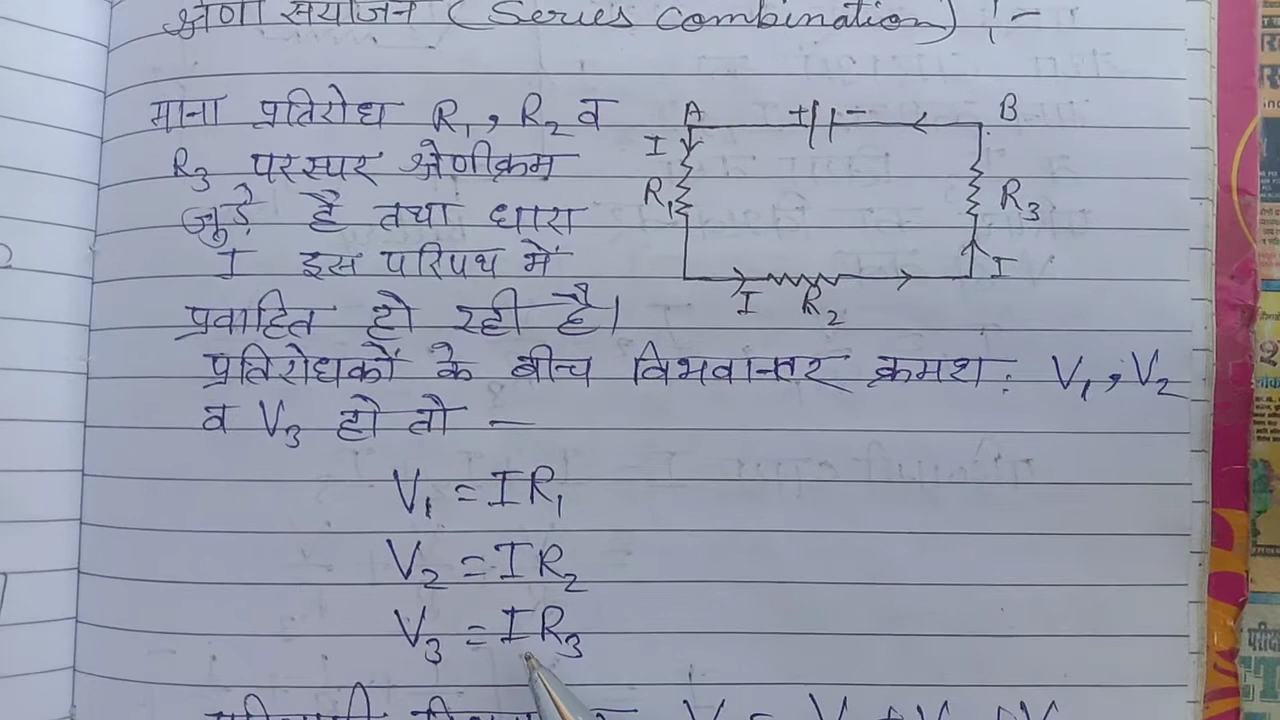 श्रेणी संयोजन (Series Combination) :-
माना प्रतिरोध R₁, R₂ व
R₃ परस्पर श्रेणीक्रम
जुड़े है तथा धारा
I इस परिपथ में
प्रवाहित हो रही है।
A + - B
I
R₁
R₃
I
I R₂
प्रतिरोधकों के बीच विभवान्तर क्रमश: V₁, V₂
व V₃ हो तो —
V₁ = IR₁
V₂ = IR₂
V₃ = IR₃
V = V + V + V